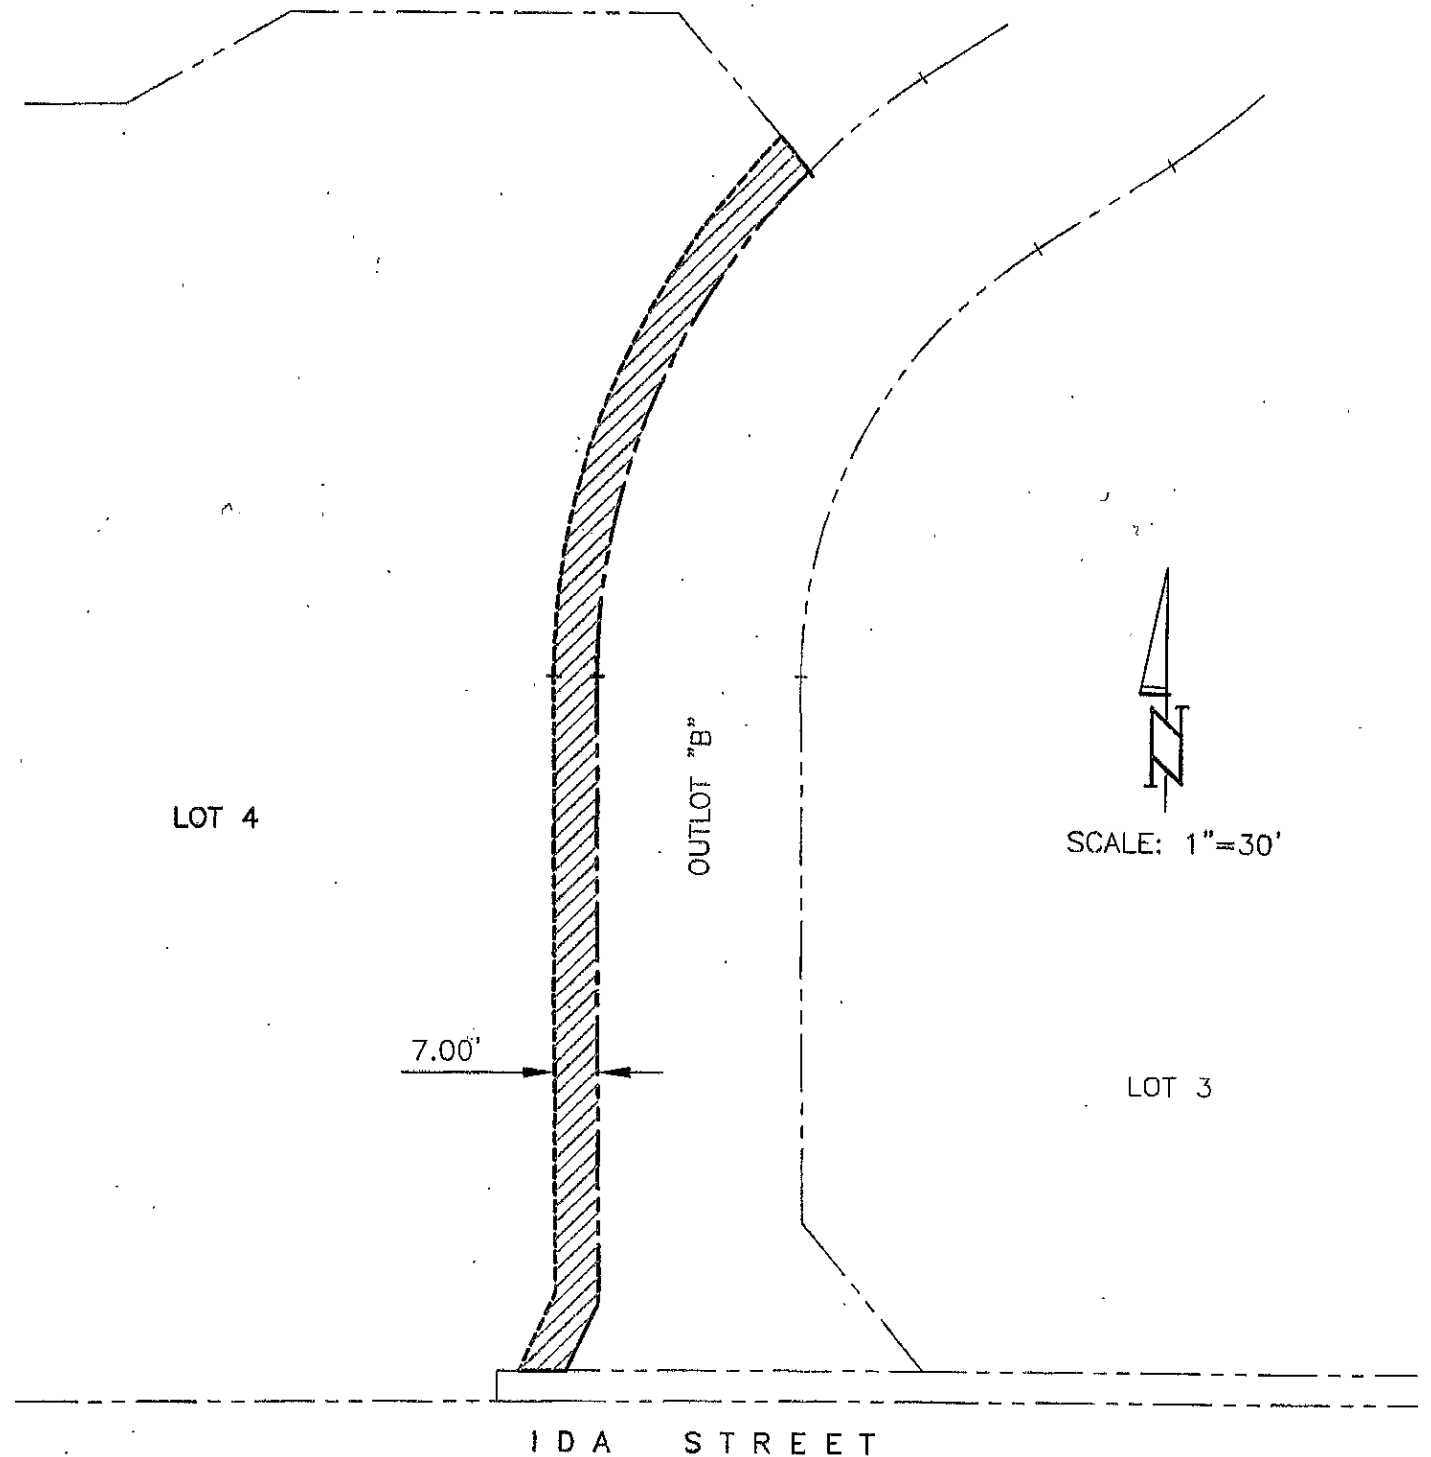 OUTLOT "B"
LOT 4
SCALE: 1"=30'
7.00'
LOT 3
IDA STREET